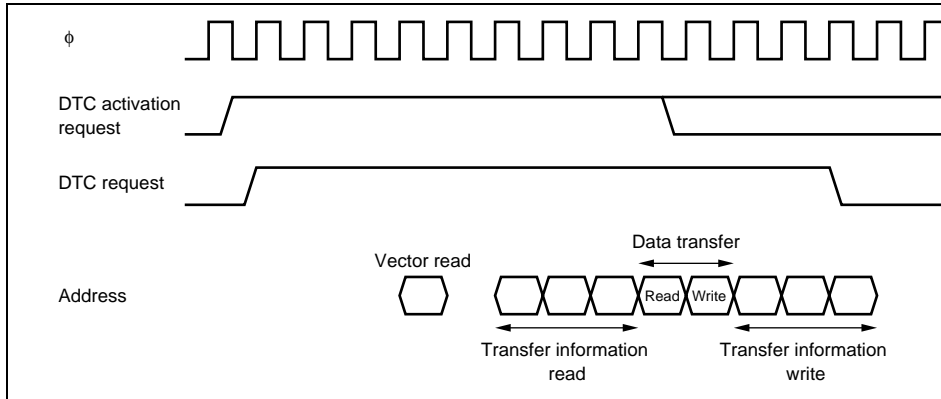 φ
DTC activation
request
DTC request
Data transfer
Vector read
Address
Read
Write
Transfer information
read
Transfer information
write